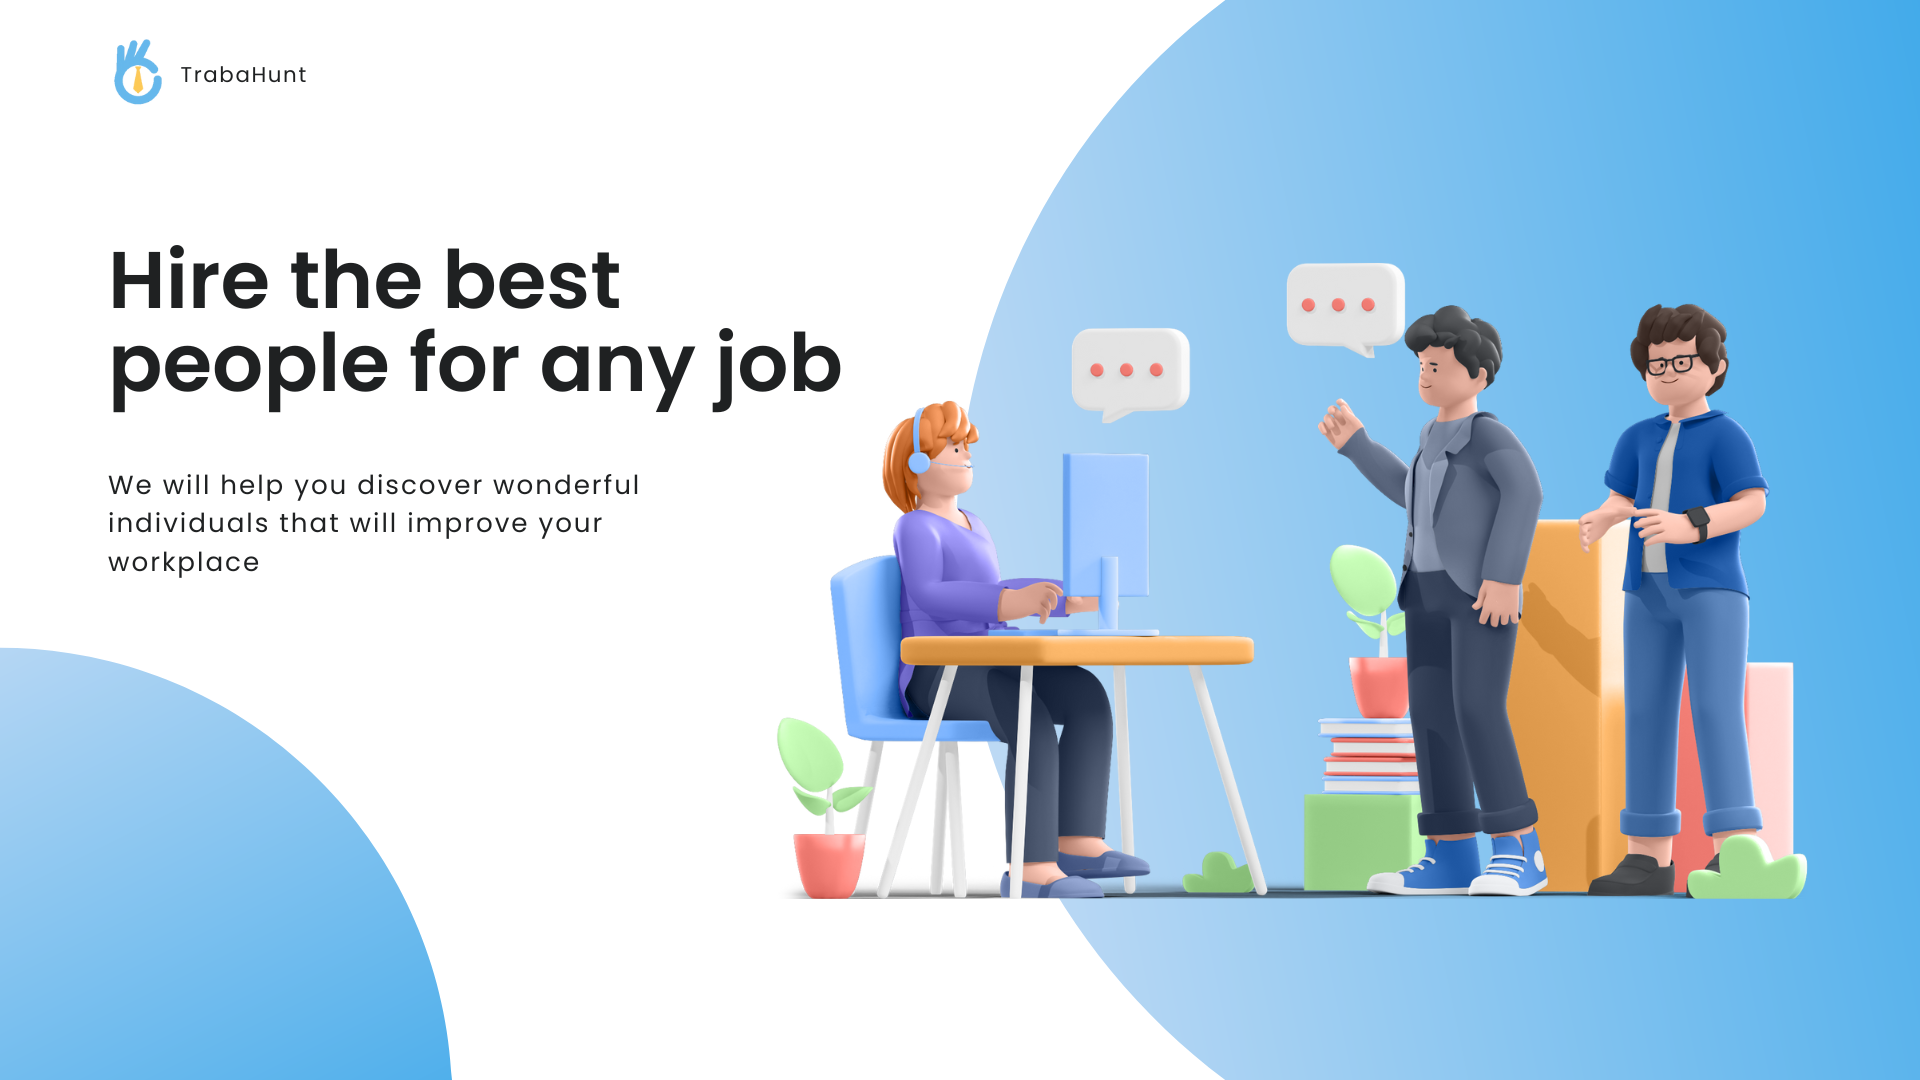 TrabaHunt
Hire the best
people for any job
We will help you discover wonderful
individuals that will improve your
workplace